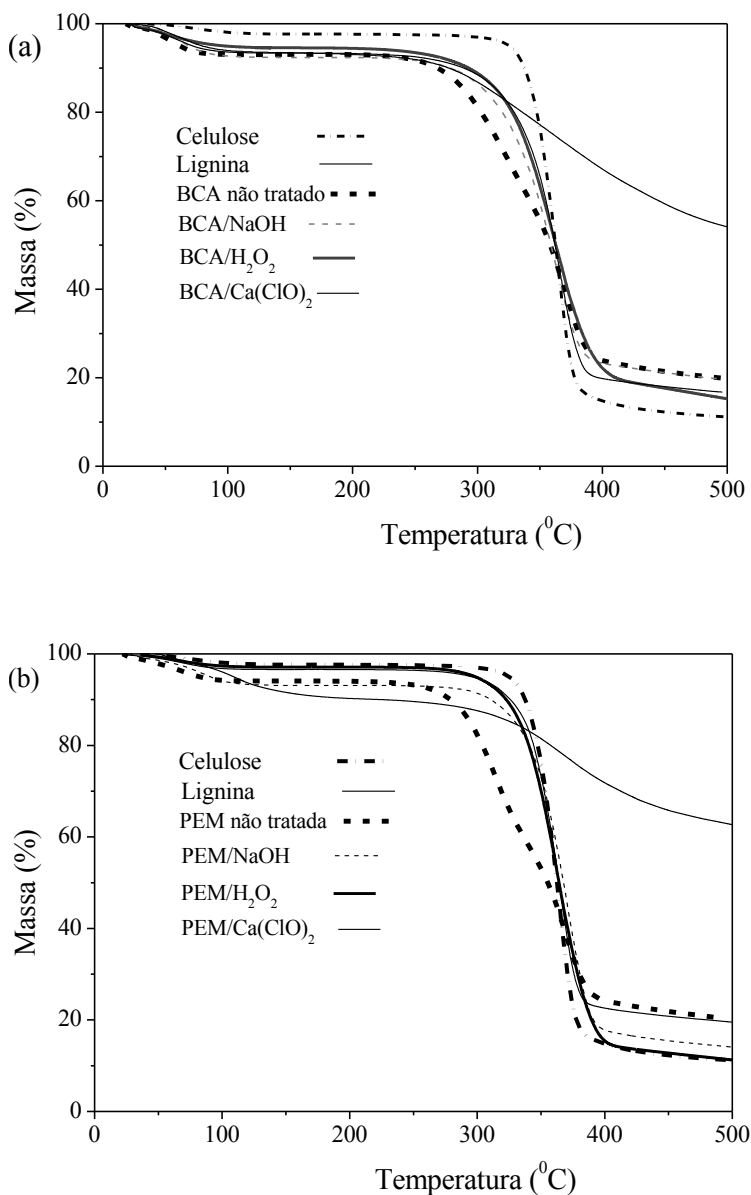 (a)
100
80
60
40
20
0
Massa (%)
Celulose
Lignina
BCA não tratado
BCA/NaOH
BCA/H₂O₂
BCA/Ca(ClO)₂
0 100 200 300 400 500
Temperatura (⁰C)
(b)
100
80
60
40
20
0
Massa (%)
Celulose
Lignina
PEM não tratada
PEM/NaOH
PEM/H₂O₂
PEM/Ca(ClO)₂
0 100 200 300 400 500
Temperatura (⁰C)